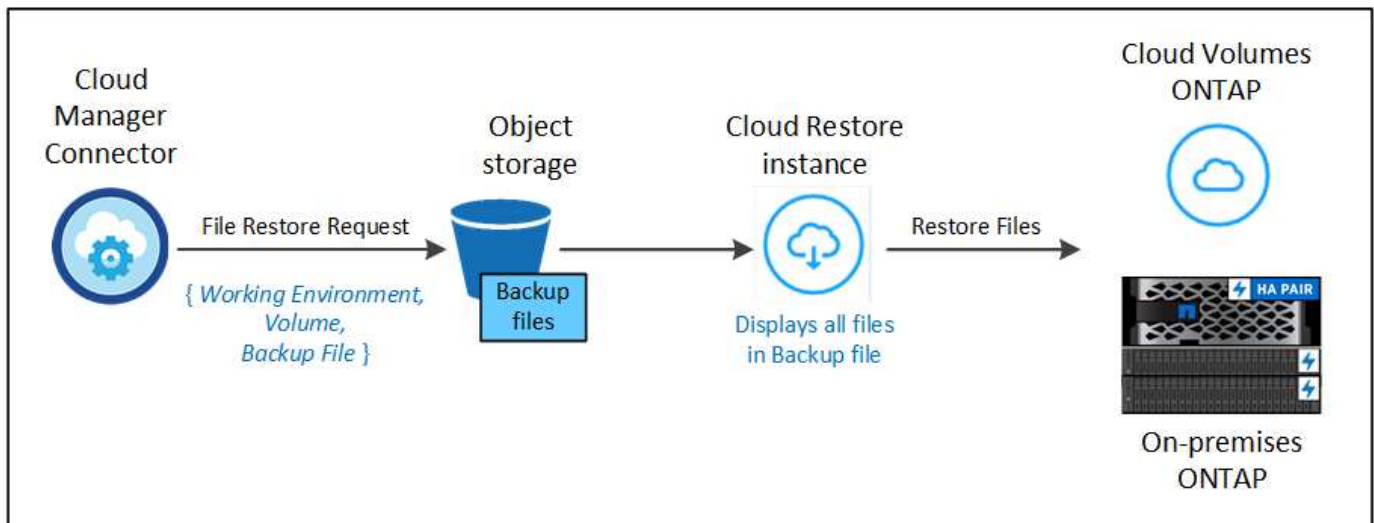 Cloud
Manager
Connector
File Restore Request
{ Working Environment,
Volume,
Backup File }
Object
storage
Backup
files
Cloud Restore
instance
Displays all files
in Backup file
Restore Files
Cloud Volumes
ONTAP
HA PAIR
On-premises
ONTAP